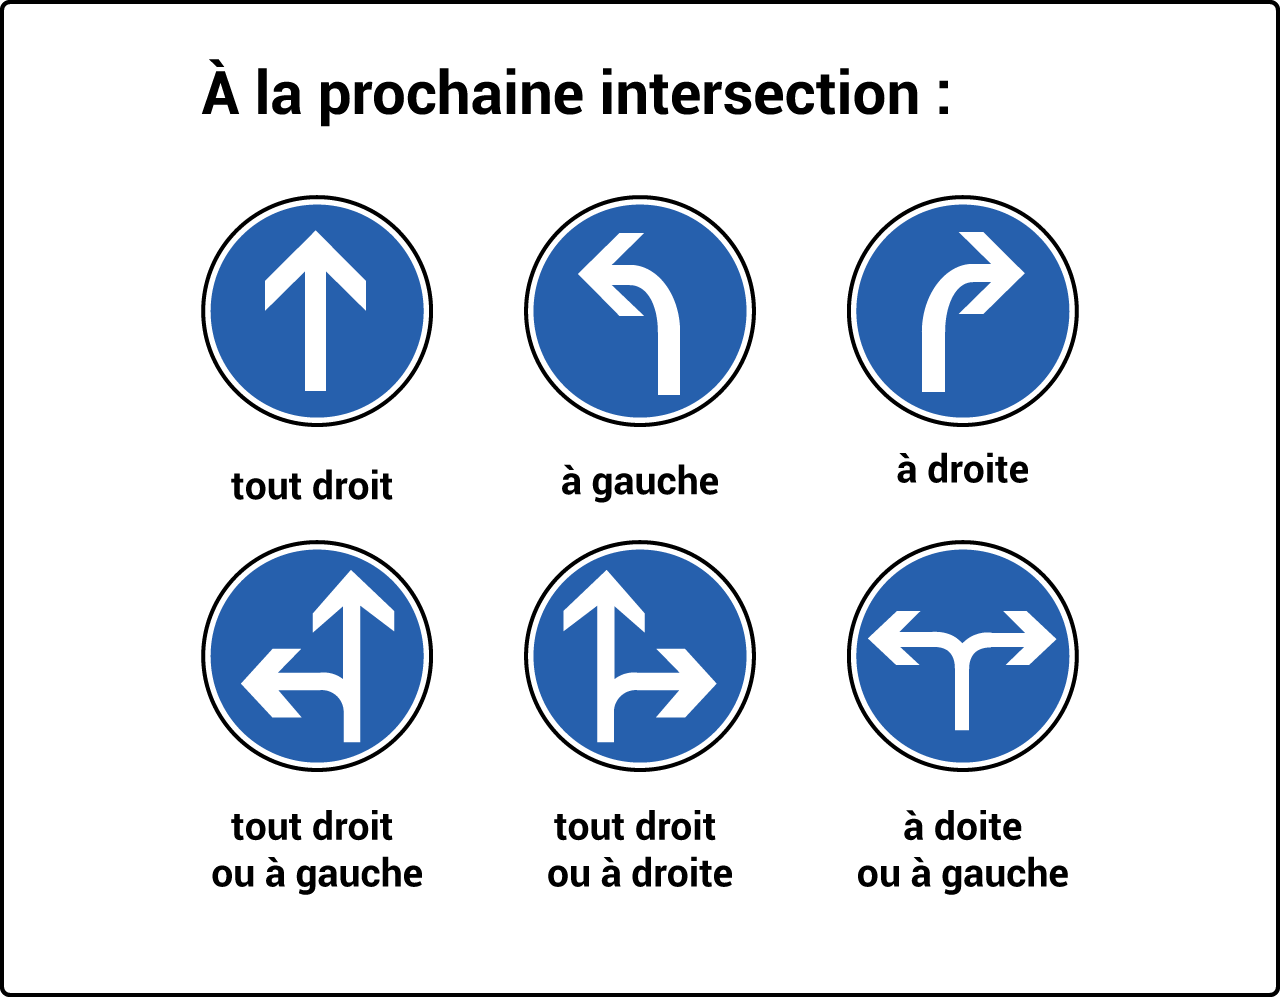 À la prochaine intersection :
tout droit
à gauche
à droite
tout droit
ou à gauche
tout droit
ou à droite
à doite
ou à gauche